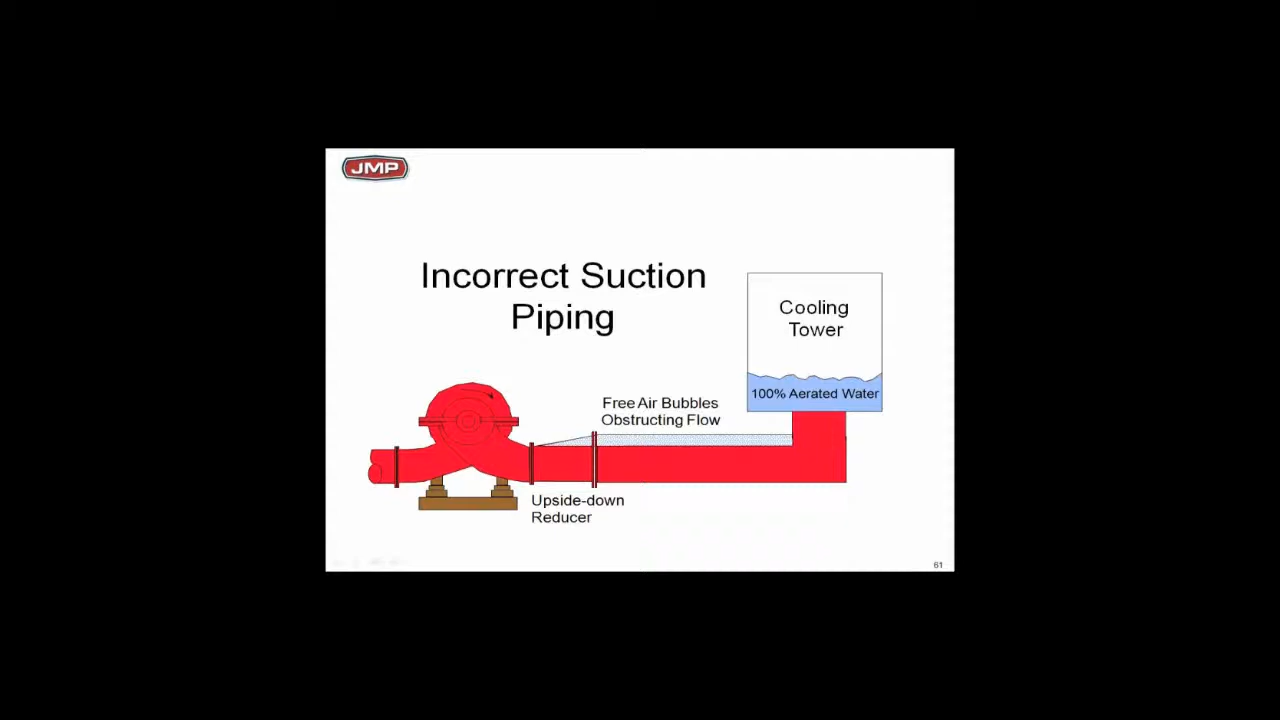 JMP
Incorrect Suction
Piping
Cooling
Tower
100% Aerated Water
Free Air Bubbles
Obstructing Flow
Upside-down
Reducer
61